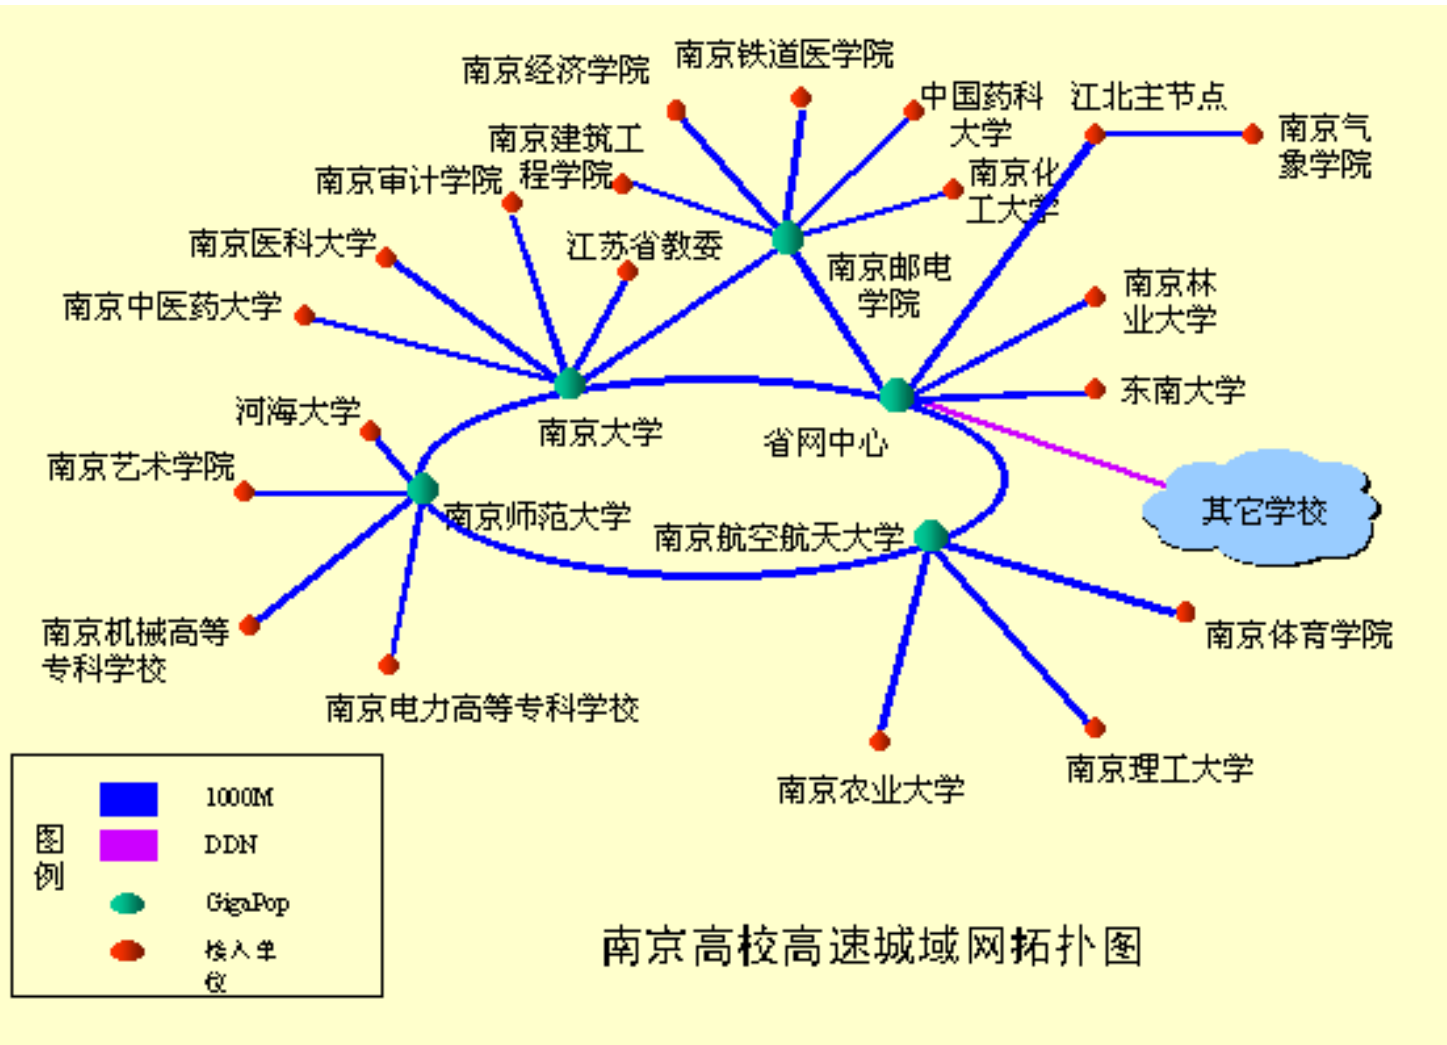 南京铁道医学院
南京经济学院
中国药科
大学
江北主节点
南京气
象学院
南京建筑工
程学院
南京审计学院
南京化
工大学
南京医科大学
江苏省教委
南京邮电
学院
南京林
业大学
南京中医药大学
东南大学
河海大学
南京大学
省网中心
南京艺术学院
南京师范大学
南京航空航天大学
其它学校
南京机械高等
专科学校
南京体育学院
南京电力高等专科学校
南京农业大学
南京理工大学
图
例
1000M
DDN
GigaPop
接入单
位
南京高校高速城域网拓扑图